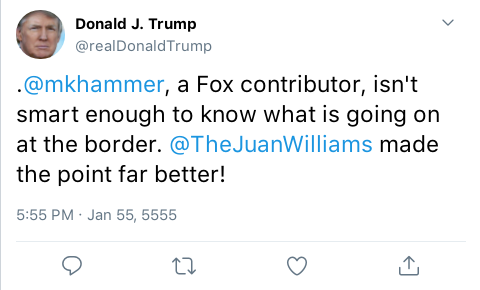 Donald J. Trump
@realDonaldTrump
.@mkhammer, a Fox contributor, isn't
smart enough to know what is going on
at the border. @TheJuanWilliams made
the point far better!
5:55 PM · Jan 55, 5555